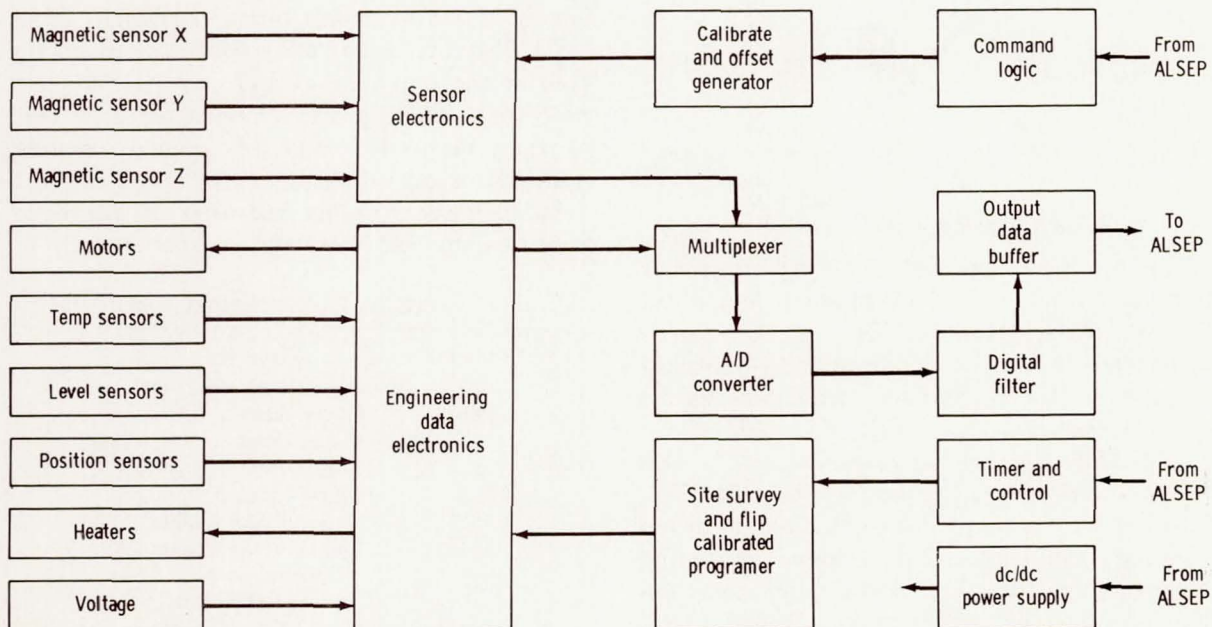 Magnetic sensor X
Magnetic sensor Y
Magnetic sensor Z
Motors
Temp sensors
Level sensors
Position sensors
Heaters
Voltage
Sensor
electronics
Engineering
data
electronics
Calibrate
and offset
generator
Multiplexer
A/D
converter
Site survey
and flip
calibrated
programer
Command
logic
Output
data
buffer
Digital
filter
Timer and
control
dc/dc
power supply
From
ALSEP
To
ALSEP
From
ALSEP
From
ALSEP